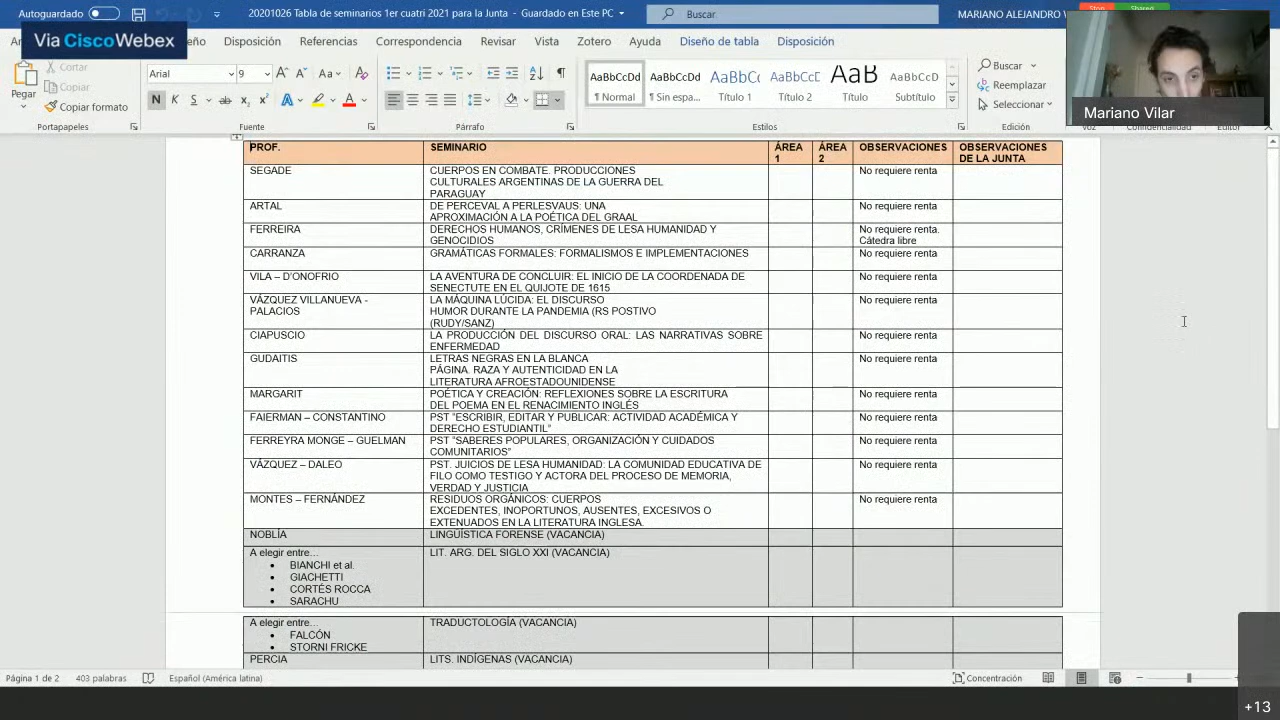 Autoguardado
20201026 Tabla de seminarios 1er cuatri 2021 para la Junta - Guardado en Este PC
Buscar
MARIANO ALEJANDRO
Via CiscoWebex
Disposición Referencias Correspondencia Revisar Vista Zotero Ayuda Diseño de tabla Disposición
Pegar
Cortar
Copiar
Copiar formato
Portapapeles
Arial 9
N K S ab x₂ x²
Fuente
Párrafo
AaBbCcDd AaBbCcDd AaBbCc AaBbCcD AaB AaBbCcD
¶ Normal ¶ Sin espa... Título 1 Título 2 Título Subtítulo
Estilos
Buscar
Reemplazar
Seleccionar
Edición
Mariano Vilar
PROF. SEMINARIO ÁREA 1 ÁREA 2 OBSERVACIONES OBSERVACIONES DE LA JUNTA
SEGADE CUERPOS EN COMBATE. PRODUCCIONES No requiere renta
CULTURALES ARGENTINAS DE LA GUERRA DEL
PARAGUAY
ARTAL DE PERCEVAL A PERLESVAUS: UNA No requiere renta
APROXIMACIÓN A LA POÉTICA DEL GRAAL
FERREIRA DERECHOS HUMANOS, CRÍMENES DE LESA HUMANIDAD Y No requiere renta.
GENOCIDIOS Cátedra libre
CARRANZA GRAMÁTICAS FORMALES: FORMALISMOS E IMPLEMENTACIONES No requiere renta
VILA – D'ONOFRIO LA AVENTURA DE CONCLUIR: EL INICIO DE LA COORDENADA DE No requiere renta
SENECTUTE EN EL QUIJOTE DE 1615
VÁZQUEZ VILLANUEVA - LA MÁQUINA LÚCIDA: EL DISCURSO No requiere renta
PALACIOS HUMOR DURANTE LA PANDEMIA (RS POSTIVO
(RUDY/SANZ)
CIAPUSCIO LA PRODUCCIÓN DEL DISCURSO ORAL: LAS NARRATIVAS SOBRE No requiere renta
ENFERMEDAD
GUDAITIS LETRAS NEGRAS EN LA BLANCA No requiere renta
PÁGINA. RAZA Y AUTENTICIDAD EN LA
LITERATURA AFROESTADOUNIDENSE
MARGARIT POÉTICA Y CREACIÓN: REFLEXIONES SOBRE LA ESCRITURA No requiere renta
DEL POEMA EN EL RENACIMIENTO INGLÉS
FAIERMAN – CONSTANTINO PST "ESCRIBIR, EDITAR Y PUBLICAR: ACTIVIDAD ACADÉMICA Y No requiere renta
DERECHO ESTUDIANTIL"
FERREYRA MONGE – GUELMAN PST "SABERES POPULARES, ORGANIZACIÓN Y CUIDADOS No requiere renta
COMUNITARIOS"
VÁZQUEZ – DALEO PST. JUICIOS DE LESA HUMANIDAD: LA COMUNIDAD EDUCATIVA DE No requiere renta
FILO COMO TESTIGO Y ACTORA DEL PROCESO DE MEMORIA,
VERDAD Y JUSTICIA
MONTES – FERNÁNDEZ RESIDUOS ORGÁNICOS: CUERPOS No requiere renta
EXCEDENTES, INOPORTUNOS, AUSENTES, EXCESIVOS O
EXTENUADOS EN LA LITERATURA INGLESA.
NOBLÍA LINGÜÍSTICA FORENSE (VACANCIA)
A elegir entre... LIT. ARG. DEL SIGLO XXI (VACANCIA)
• BIANCHI et al.
• GIACHETTI
• CORTÉS ROCCA
• SARACHU
A elegir entre... TRADUCTOLOGÍA (VACANCIA)
• FALCÓN
• STORNI FRICKE
PERCIA LITS. INDÍGENAS (VACANCIA)
Página 1 de 2 403 palabras Español (América latina) Concentración
+13